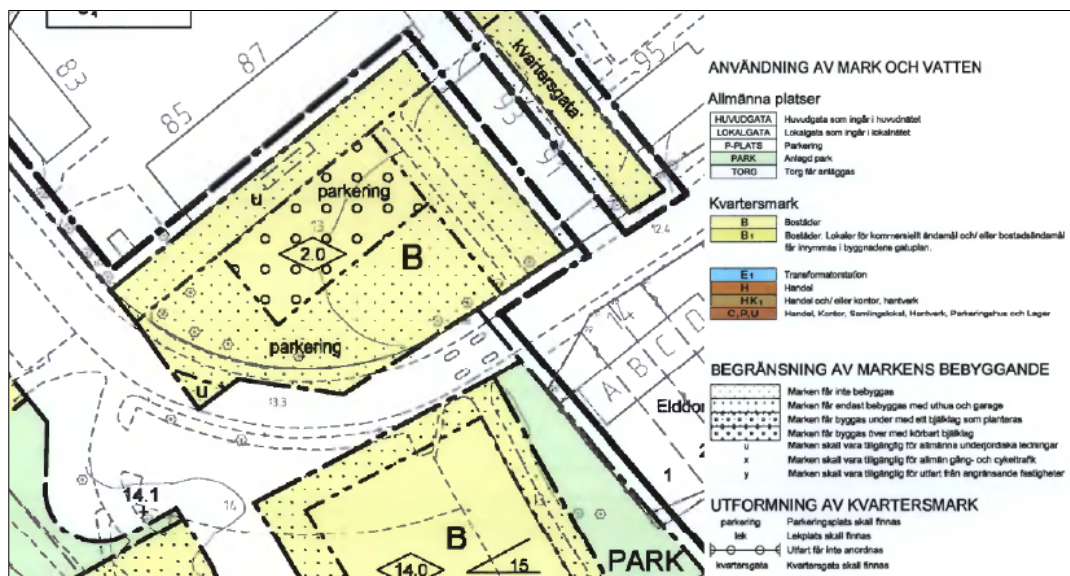 83
85
87
93
95
12.4
kvartersgata
u
parkering
13
2.0
B
parkering
u
13.3
14
A B C D
1
14.1
14
B
13
14.0
15
PARK
ANVÄNDNING AV MARK OCH VATTEN
Allmänna platser
HUVUDGATA Huvudgata som ingår i huvudnätet
LOKALGATA Lokalgata som ingår i lokalnätet
P-PLATS Parkering
PARK Anlagd park
TORG Torg får anläggas
Kvartersmark
B Bostäder
B1 Bostäder. Lokaler för kommersiellt ändamål och/ eller bostadsändamål
får inrymmas i byggnadens gatuplan.
E1 Transformatorstation
H Handel
HK1 Handel och/ eller kontor, hantverk
C,P,U Handel, Kontor, Samlingslokal, Hantverk, Parkeringshus och Lager
BEGRÄNSNING AV MARKENS BEBYGGANDE
Marken får inte bebyggas
Marken får endast bebyggas med uthus och garage
Marken får byggas under med ett bjälklag som planteras
Marken får byggas över med körbart bjälklag
u Marken skall vara tillgänglig för allmänna underjordiska ledningar
x Marken skall vara tillgänglig för allmän gång- och cykeltrafik
y Marken skall vara tillgänglig för utfart från angränsande fastigheter
UTFORMNING AV KVARTERSMARK
parkering Parkeringsplats skall finnas
lek Lekplats skall finnas
Utfart får inte anordnas
kvartersgata Kvartersgata skall finnas